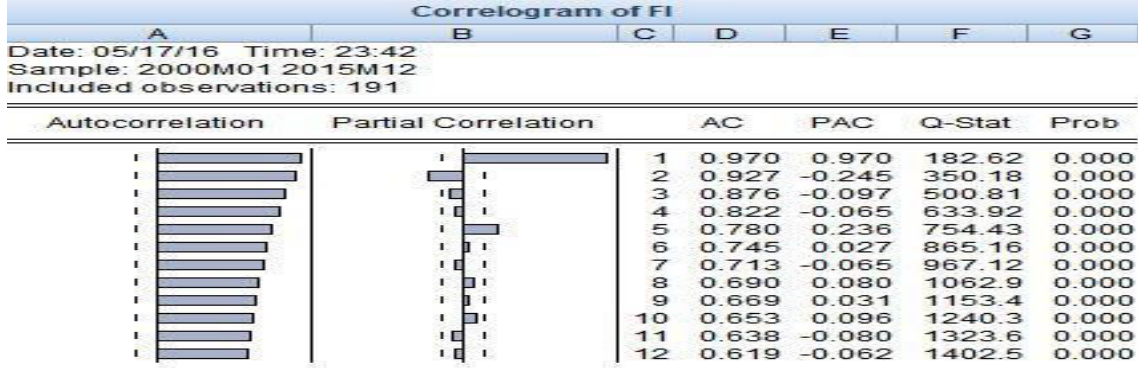 Correlogram of FI
A B C D E F G
Date: 05/17/16 Time: 23:42
Sample: 2000M01 2015M12
Included observations: 191
Autocorrelation Partial Correlation AC PAC Q-Stat Prob
1 0.970 0.970 182.62 0.000
2 0.927 -0.245 350.18 0.000
3 0.876 -0.097 500.81 0.000
4 0.822 -0.065 633.92 0.000
5 0.780 0.236 754.43 0.000
6 0.745 0.027 865.16 0.000
7 0.713 -0.065 967.12 0.000
8 0.690 0.080 1062.9 0.000
9 0.669 0.031 1153.4 0.000
10 0.653 0.096 1240.3 0.000
11 0.638 -0.080 1323.6 0.000
12 0.619 -0.062 1402.5 0.000